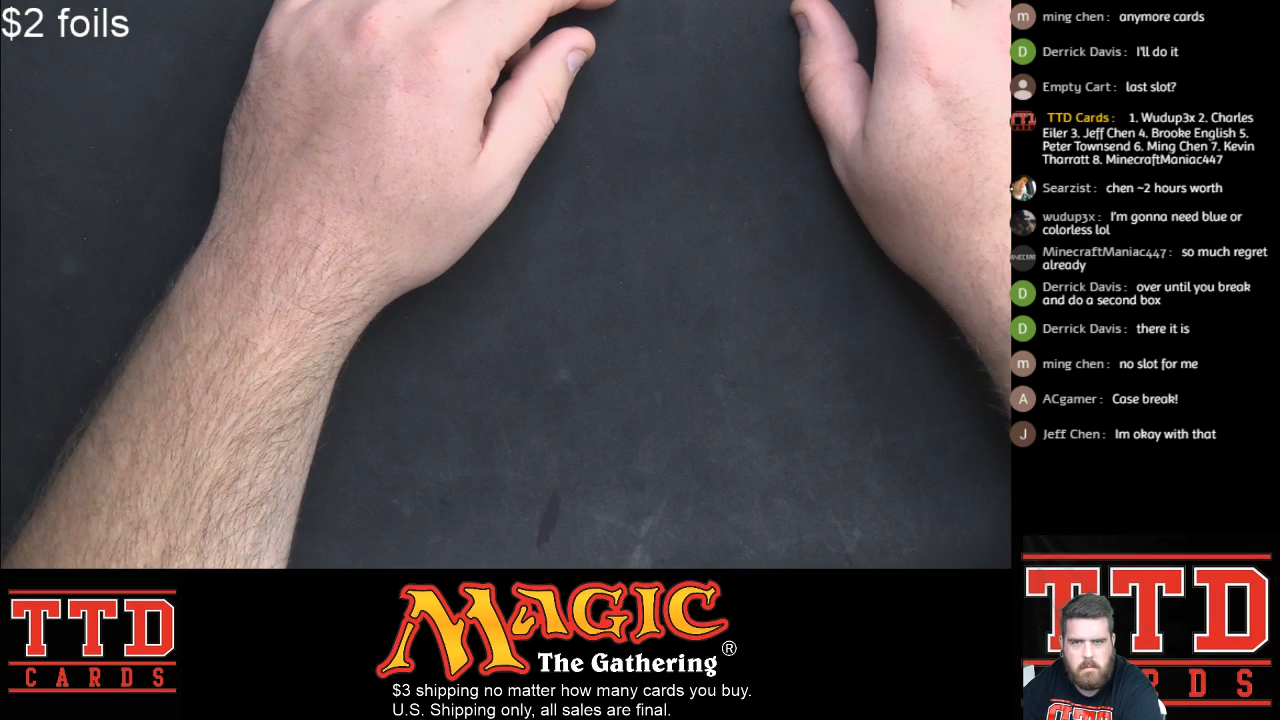 $2 foils
ming chen : anymore cards
Derrick Davis : I'll do it
Empty Cart : last slot?
TTD Cards : 1. Wudup3x 2. Charles
Eiler 3. Jeff Chen 4. Brooke English 5.
Peter Townsend 6. Ming Chen 7. Kevin
Tharratt 8. MinecraftManiac447
Searzist : chen ~2 hours worth
wudup3x : I'm gonna need blue or
colorless lol
MinecraftManiac447 : so much regret
already
Derrick Davis : over until you break
and do a second box
Derrick Davis : there it is
ming chen : no slot for me
ACgamer : Case break!
Jeff Chen : Im okay with that
TTD
CARDS
MAGIC
The Gathering®
$3 shipping no matter how many cards you buy.
U.S. Shipping only, all sales are final.
TTD
RDS